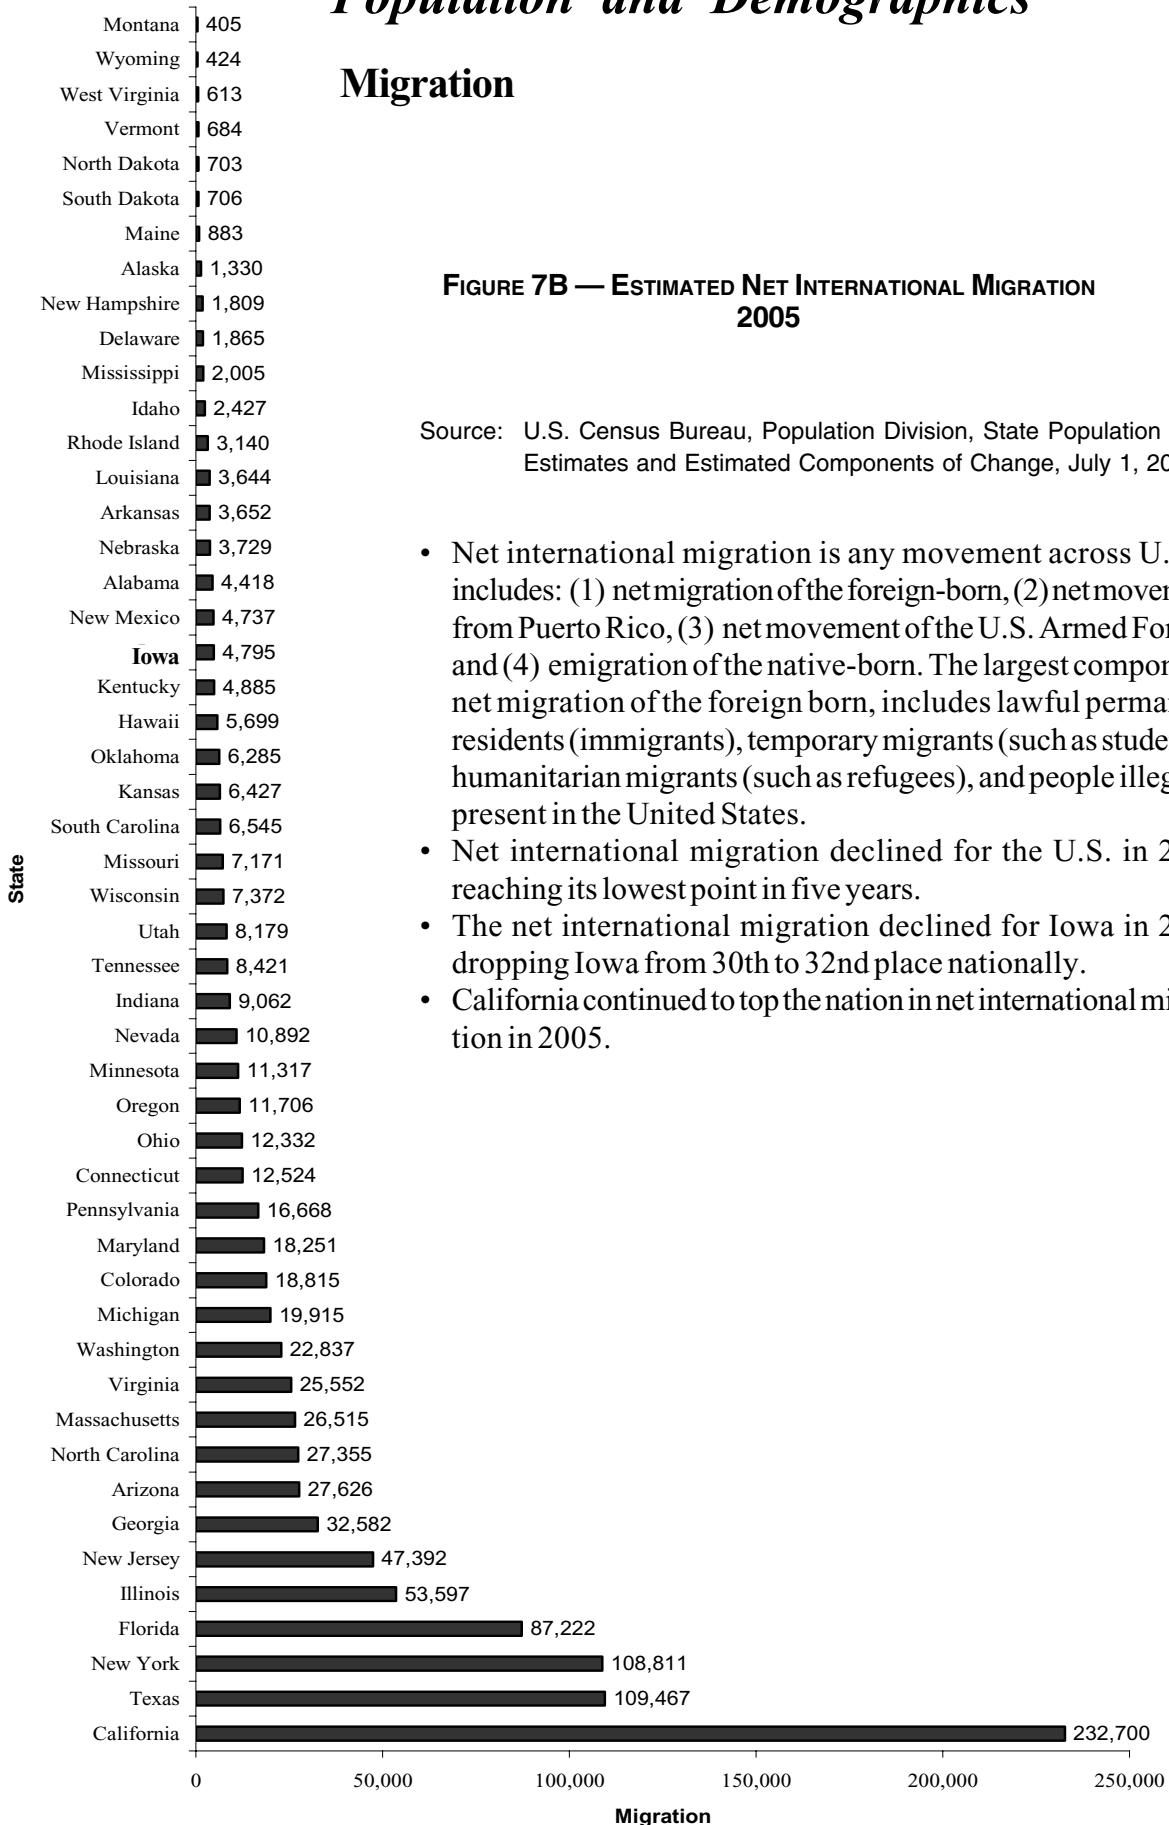 Population and Demographics
Migration
FIGURE 7B — ESTIMATED NET INTERNATIONAL MIGRATION
2005
Source: U.S. Census Bureau, Population Division, State Population
Estimates and Estimated Components of Change, July 1, 20
• Net international migration is any movement across U.
includes: (1) net migration of the foreign-born, (2) net mover
from Puerto Rico, (3) net movement of the U.S. Armed For
and (4) emigration of the native-born. The largest compon
net migration of the foreign born, includes lawful perma
residents (immigrants), temporary migrants (such as stude
humanitarian migrants (such as refugees), and people illeg
present in the United States.
• Net international migration declined for the U.S. in 2
reaching its lowest point in five years.
• The net international migration declined for Iowa in 2
dropping Iowa from 30th to 32nd place nationally.
• California continued to top the nation in net international mi
tion in 2005.
State
Montana 405
Wyoming 424
West Virginia 613
Vermont 684
North Dakota 703
South Dakota 706
Maine 883
Alaska 1,330
New Hampshire 1,809
Delaware 1,865
Mississippi 2,005
Idaho 2,427
Rhode Island 3,140
Louisiana 3,644
Arkansas 3,652
Nebraska 3,729
Alabama 4,418
New Mexico 4,737
Iowa 4,795
Kentucky 4,885
Hawaii 5,699
Oklahoma 6,285
Kansas 6,427
South Carolina 6,545
Missouri 7,171
Wisconsin 7,372
Utah 8,179
Tennessee 8,421
Indiana 9,062
Nevada 10,892
Minnesota 11,317
Oregon 11,706
Ohio 12,332
Connecticut 12,524
Pennsylvania 16,668
Maryland 18,251
Colorado 18,815
Michigan 19,915
Washington 22,837
Virginia 25,552
Massachusetts 26,515
North Carolina 27,355
Arizona 27,626
Georgia 32,582
New Jersey 47,392
Illinois 53,597
Florida 87,222
New York 108,811
Texas 109,467
California 232,700
0 50,000 100,000 150,000 200,000 250,000
Migration